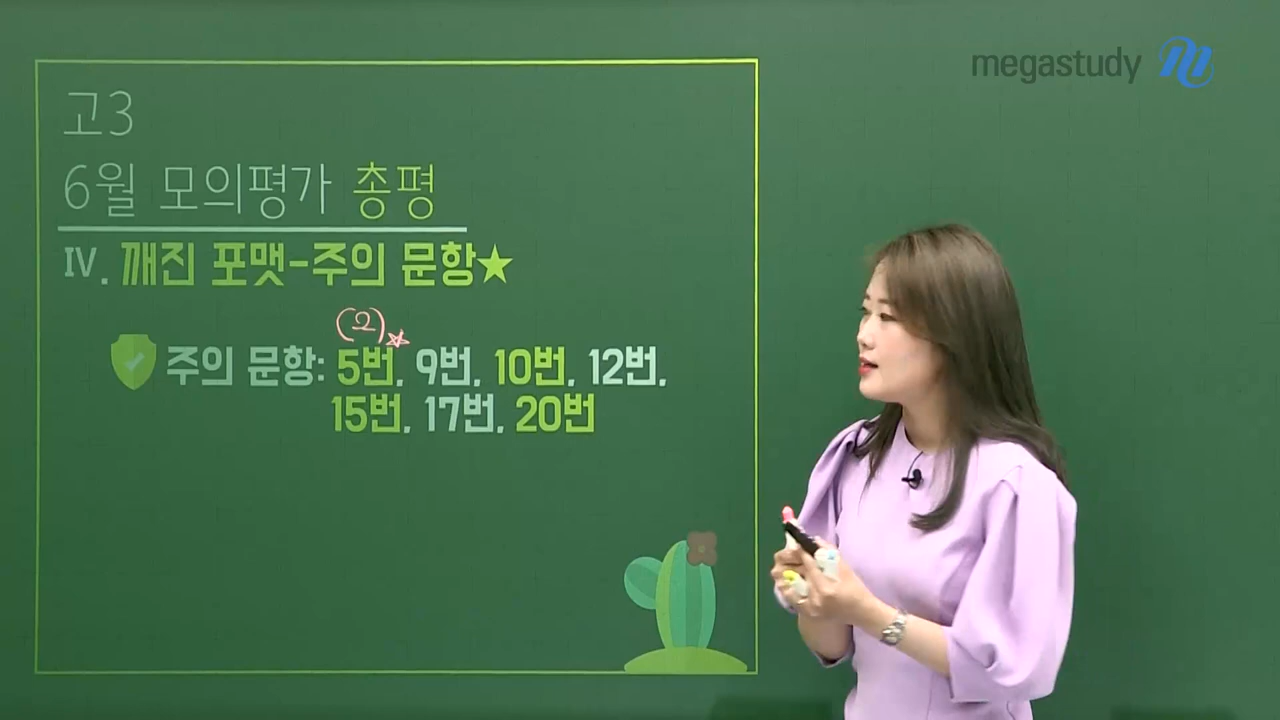 megastudy
고3
6월 모의평가 총평
Ⅳ. 깨진 포맷-주의 문항★
(오)☆
주의 문항: 5번, 9번, 10번, 12번,
15번, 17번, 20번